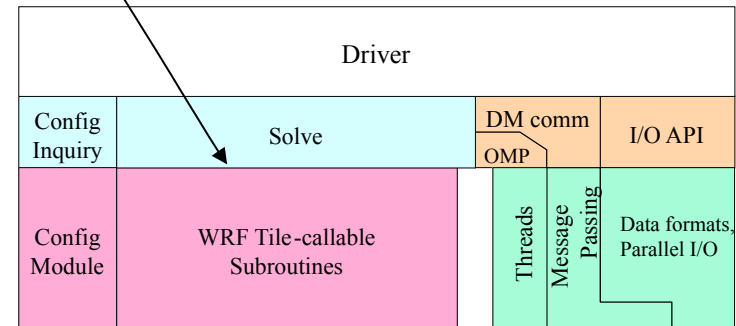 Driver
Config
Inquiry
Solve
DM comm
OMP
I/O API
Config
Module
WRF Tile-callable
Subroutines
Threads
Message
Passing
Data formats,
Parallel I/O